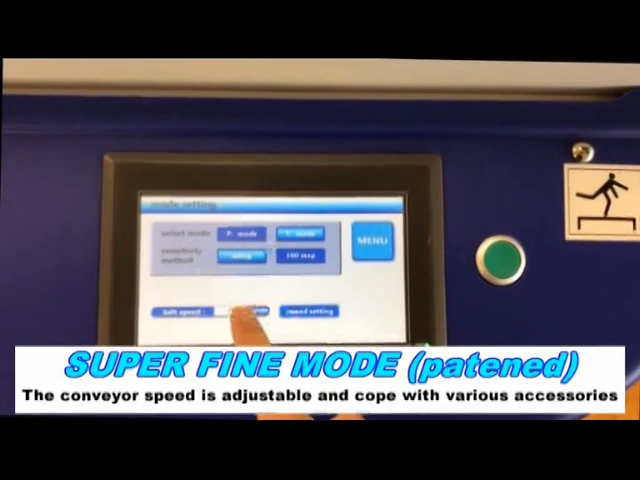 mode setting
select mode P. mode
MENU
sensitivity
method
100 step
belt speed :
speed setting
SUPER FINE MODE (patened)
The conveyor speed is adjustable and cope with various accessories